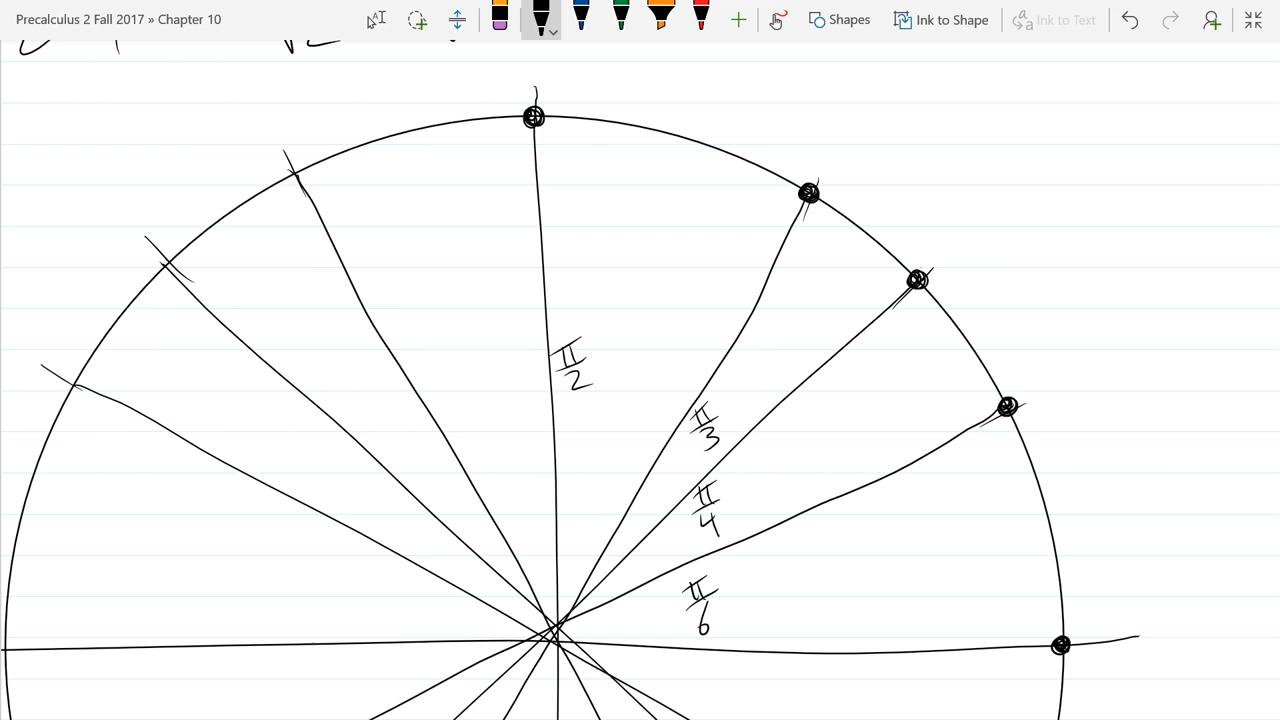 Precalculus 2 Fall 2017 » Chapter 10
Shapes
Ink to Shape
Ink to Text
π/2
π/3
π/4
π/6